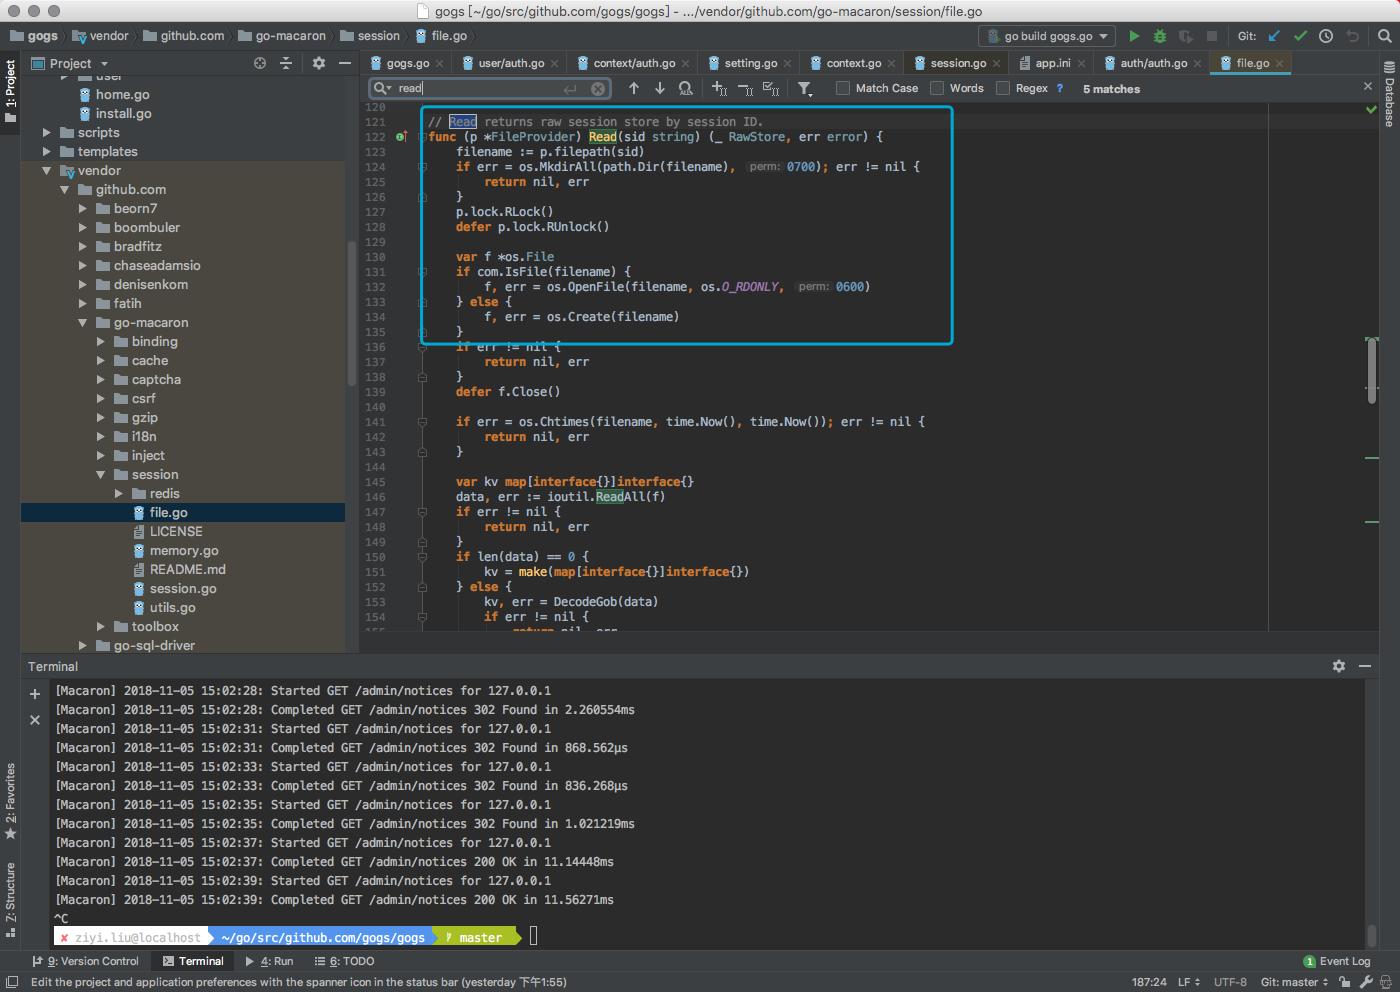 gogs [~/go/src/github.com/gogs/gogs] - .../vendor/github.com/go-macaron/session/file.go
gogs vendor github.com go-macaron session file.go
go build gogs.go Git:
1: Project
Project
gogs.go user/auth.go context/auth.go setting.go context.go session.go app.ini auth/auth.go file.go
Database
read
Match Case Words Regex ? 5 matches
user
home.go
install.go
scripts
templates
vendor
github.com
beorn7
boombuler
bradfitz
chaseadamsio
denisenkom
fatih
go-macaron
binding
cache
captcha
csrf
gzip
i18n
inject
session
redis
file.go
LICENSE
memory.go
README.md
session.go
utils.go
toolbox
go-sql-driver
120
121 // Read returns raw session store by session ID.
122 func (p *FileProvider) Read(sid string) (_ RawStore, err error) {
123 filename := p.filepath(sid)
124 if err = os.MkdirAll(path.Dir(filename), perm: 0700); err != nil {
125 return nil, err
126 }
127 p.lock.RLock()
128 defer p.lock.RUnlock()
129
130 var f *os.File
131 if com.IsFile(filename) {
132 f, err = os.OpenFile(filename, os.O_RDONLY, perm: 0600)
133 } else {
134 f, err = os.Create(filename)
135 }
136 if err != nil {
137 return nil, err
138 }
139 defer f.Close()
140
141 if err = os.Chtimes(filename, time.Now(), time.Now()); err != nil {
142 return nil, err
143 }
144
145 var kv map[interface{}]interface{}
146 data, err := ioutil.ReadAll(f)
147 if err != nil {
148 return nil, err
149 }
150 if len(data) == 0 {
151 kv = make(map[interface{}]interface{})
152 } else {
153 kv, err = DecodeGob(data)
154 if err != nil {
155 return nil, err
Terminal
[Macaron] 2018-11-05 15:02:28: Started GET /admin/notices for 127.0.0.1
[Macaron] 2018-11-05 15:02:28: Completed GET /admin/notices 302 Found in 2.260554ms
[Macaron] 2018-11-05 15:02:31: Started GET /admin/notices for 127.0.0.1
[Macaron] 2018-11-05 15:02:31: Completed GET /admin/notices 302 Found in 868.562µs
[Macaron] 2018-11-05 15:02:33: Started GET /admin/notices for 127.0.0.1
[Macaron] 2018-11-05 15:02:33: Completed GET /admin/notices 302 Found in 836.268µs
[Macaron] 2018-11-05 15:02:35: Started GET /admin/notices for 127.0.0.1
[Macaron] 2018-11-05 15:02:35: Completed GET /admin/notices 302 Found in 1.021219ms
[Macaron] 2018-11-05 15:02:37: Started GET /admin/notices for 127.0.0.1
[Macaron] 2018-11-05 15:02:37: Completed GET /admin/notices 200 OK in 11.14448ms
[Macaron] 2018-11-05 15:02:39: Started GET /admin/notices for 127.0.0.1
[Macaron] 2018-11-05 15:02:39: Completed GET /admin/notices 200 OK in 11.56271ms
^C
✘ ziyi.liu@localhost ~/go/src/github.com/gogs/gogs master
2: Favorites
7: Structure
9: Version Control Terminal 4: Run 6: TODO 1 Event Log
Edit the project and application preferences with the spanner icon in the status bar (yesterday 下午1:55) 187:24 LF UTF-8 Git: master